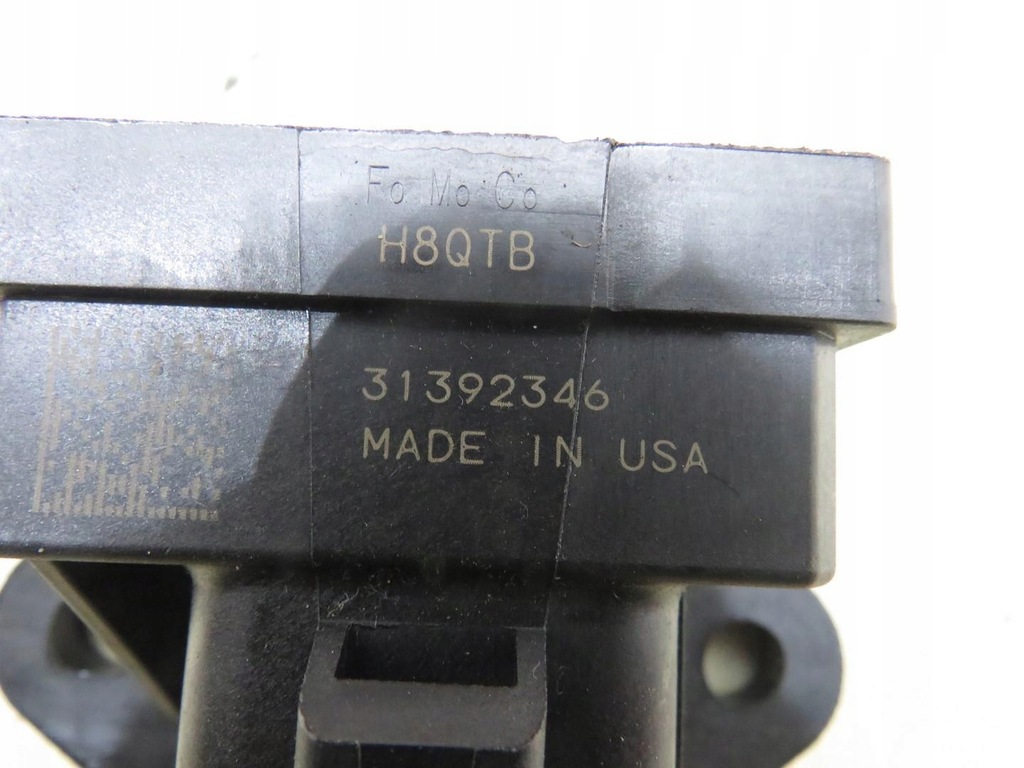 Fo Mo Co
H8QTB
31392346
MADE IN USA